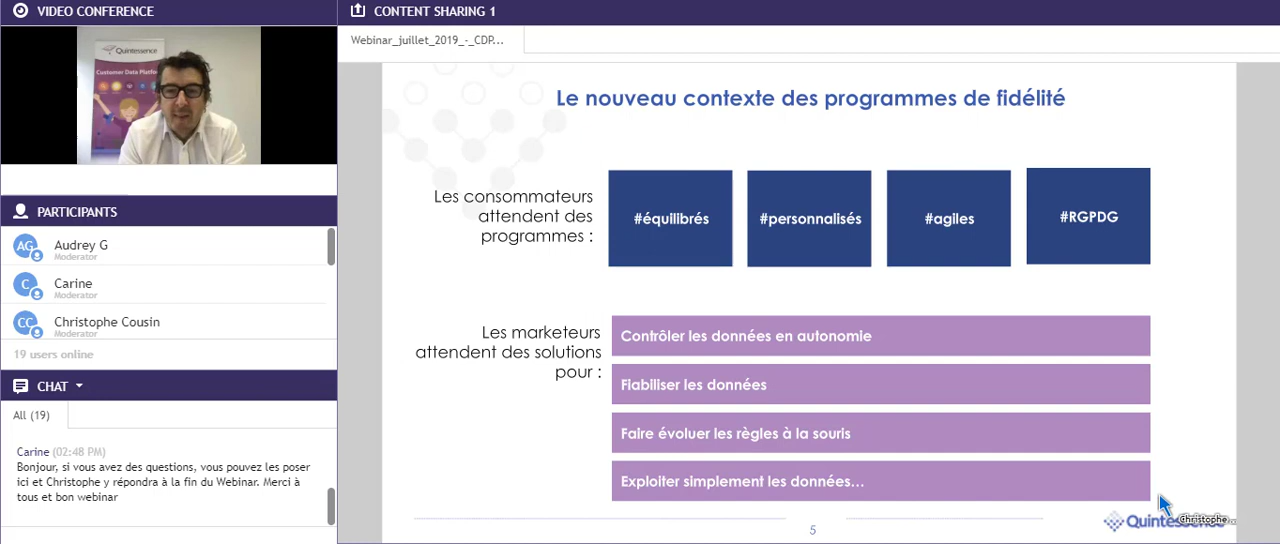 VIDEO CONFERENCE
Quintessence
Customer Data Platform
PARTICIPANTS
AG
Audrey G
Moderator
C
Carine
Moderator
CC
Christophe Cousin
Moderator
19 users online
CHAT
All (19)
Carine (02:48 PM)
Bonjour, si vous avez des questions, vous pouvez les poser
ici et Christophe y répondra à la fin du Webinar. Merci à
tous et bon webinar
CONTENT SHARING 1
Webinar_juillet_2019_-_CDP...
Le nouveau contexte des programmes de fidélité
Les consommateurs
attendent des
programmes :
#équilibrés
#personnalisés
#agiles
#RGPDG
Les marketeurs
attendent des solutions
pour :
Contrôler les données en autonomie
Fiabiliser les données
Faire évoluer les règles à la souris
Exploiter simplement les données...
5
Quintessence
Christophe